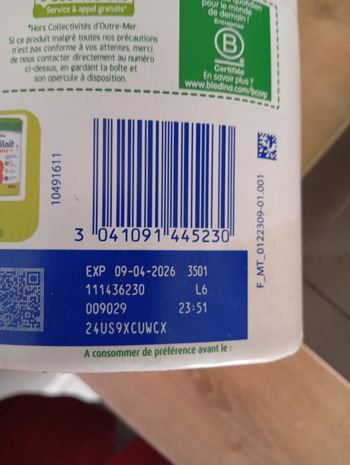 Service & appel gratuits*
*Hors Collectivités d'Outre-Mer
Si ce produit malgré toutes nos précautions
n'est pas conforme à vos attentes, merci
de nous contacter directement au numéro
ci-dessus, en gardant la boîte et
son opercule à disposition.
quotidien
pour le monde
de demain !
Entreprise
B
Certifiée
En savoir plus ?
www.bledina.com/bcorp
10491611
3 041091 445230
F_MT_0122309-01.001
EXP 09-04-2026 3501
111436230 L6
009029 23:51
24US9XCUWCX
A consommer de préférence avant le :